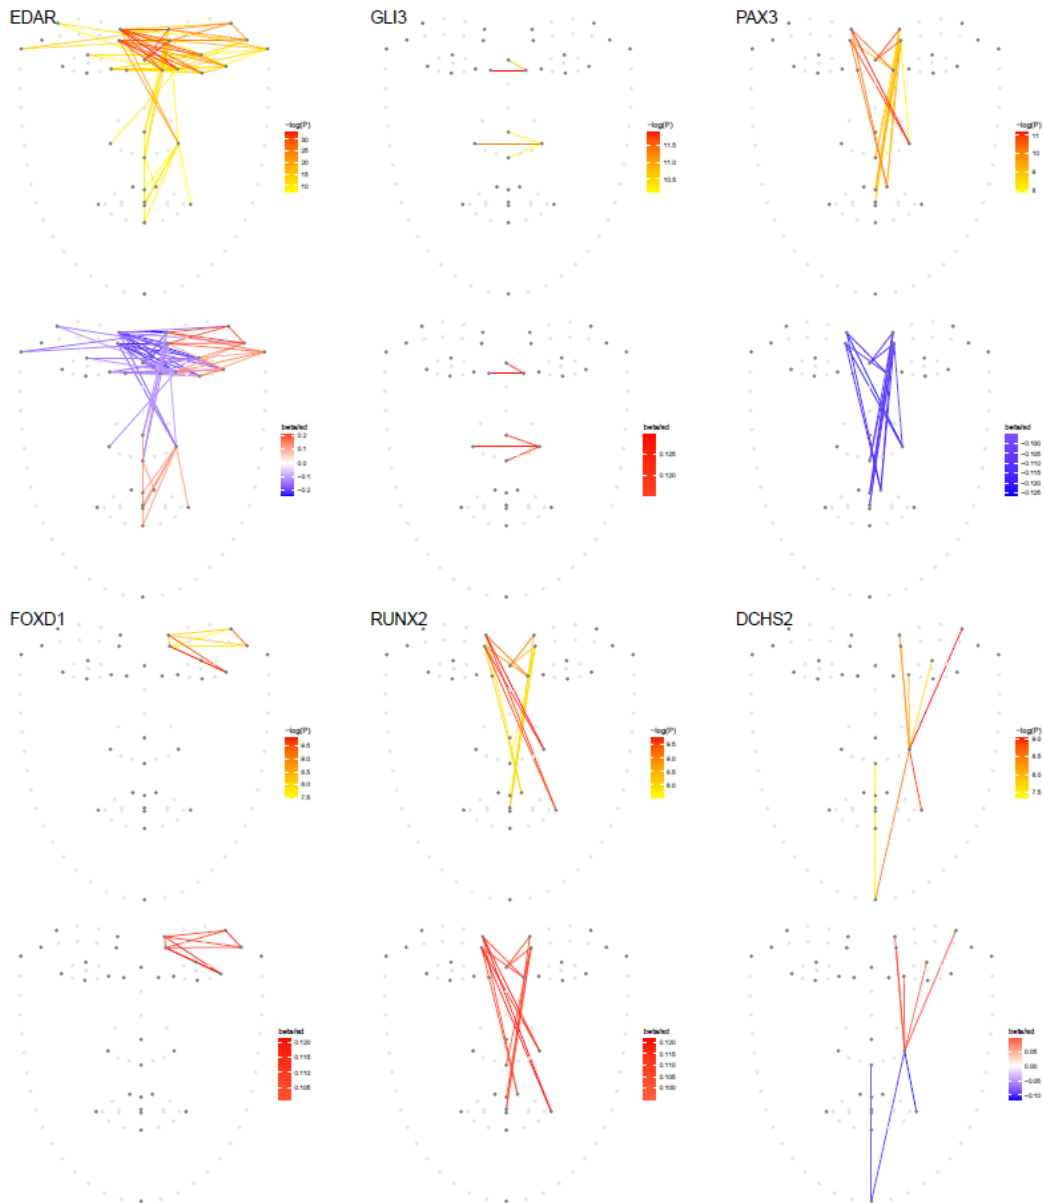 EDAR
−log(P)
30
25
20
15
10
GLI3
−log(P)
11.5
11.0
10.5
PAX3
−log(P)
11
10
9
8
beta/sd
0.2
0.1
0.0
−0.1
−0.2
beta/sd
0.125
0.120
beta/sd
−0.100
−0.105
−0.110
−0.115
−0.120
−0.125
FOXD1
−log(P)
9.5
9.0
8.5
8.0
7.5
RUNX2
−log(P)
9.5
9.0
8.5
8.0
DCHS2
−log(P)
9.0
8.5
8.0
7.5
beta/sd
0.120
0.115
0.110
0.105
beta/sd
0.120
0.115
0.110
0.105
0.100
beta/sd
0.05
0.00
−0.05
−0.10